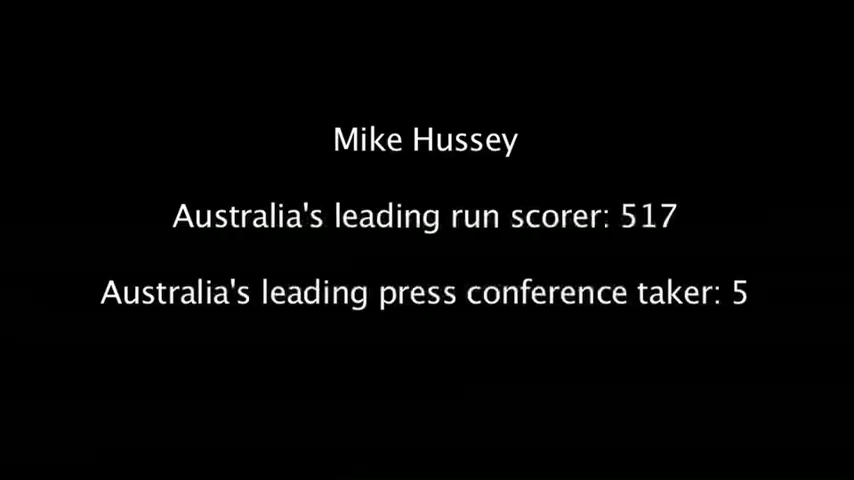 Mike Hussey
Australia's leading run scorer: 517
Australia's leading press conference taker: 5